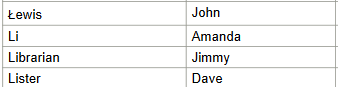 Łewis John
Li Amanda
Librarian Jimmy
Lister Dave